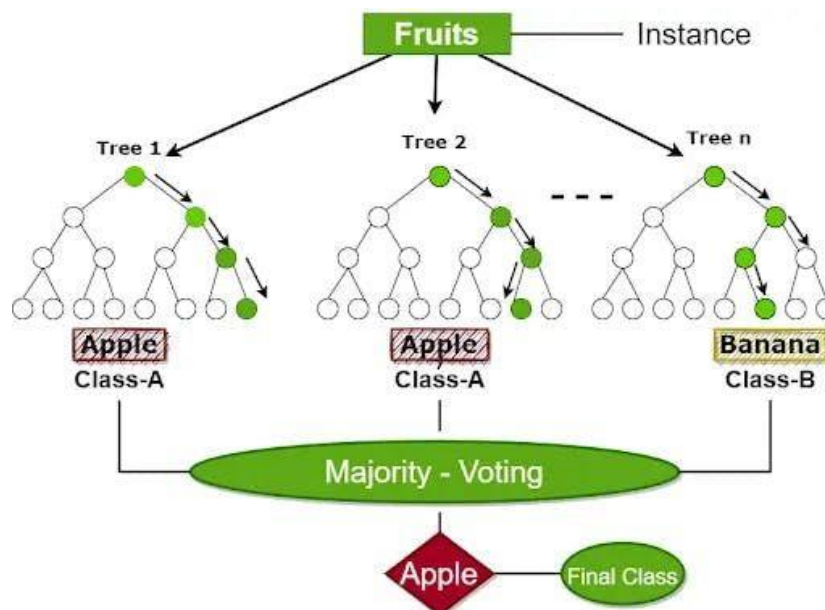 Fruits
Instance
Tree 1
Tree 2
Tree n
Apple
Apple
Banana
Class-A
Class-A
Class-B
Majority - Voting
Apple
Final Class